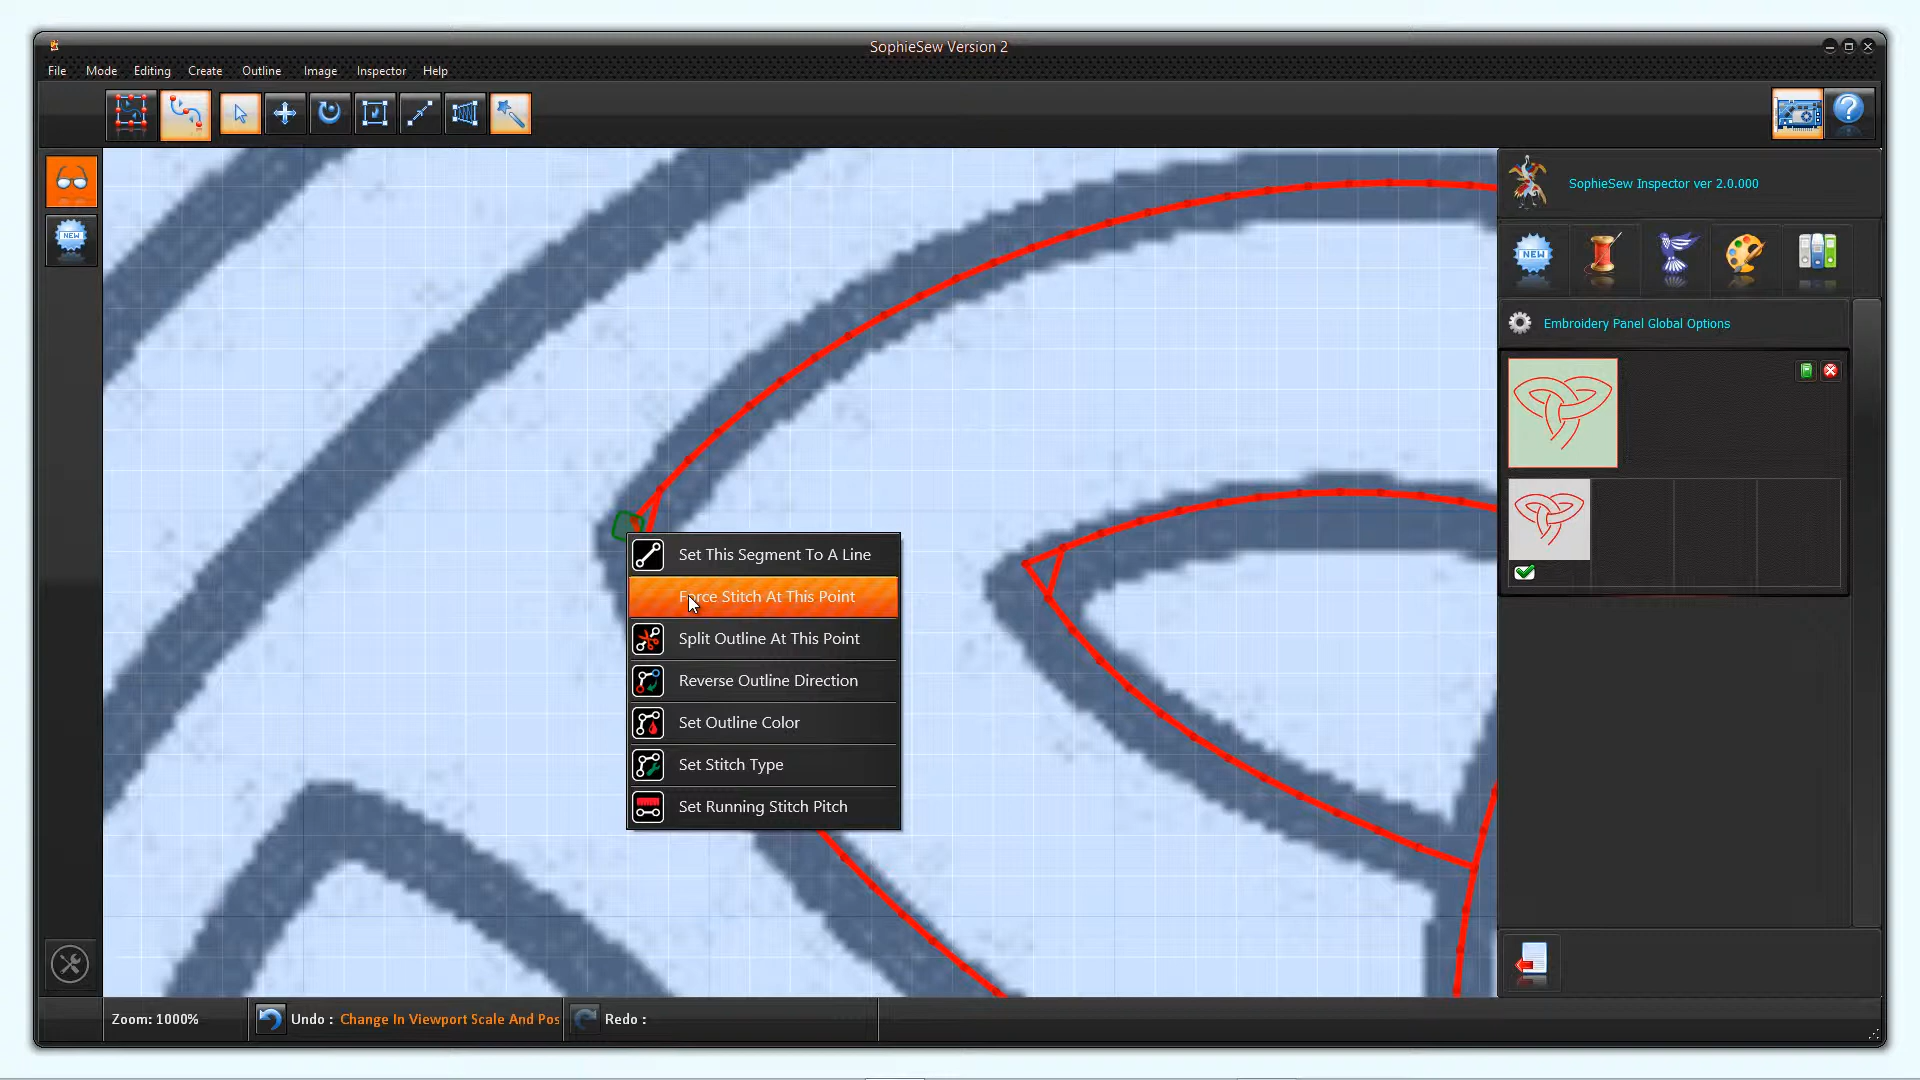 SophieSew Version 2
File Mode Editing Create Outline Image Inspector Help
NEW
SophieSew Inspector ver 2.0.000
NEW
Embroidery Panel Global Options
Set This Segment To A Line
Force Stitch At This Point
Split Outline At This Point
Reverse Outline Direction
Set Outline Color
Set Stitch Type
Set Running Stitch Pitch
Zoom: 1000% Undo : Change In Viewport Scale And Pos Redo :